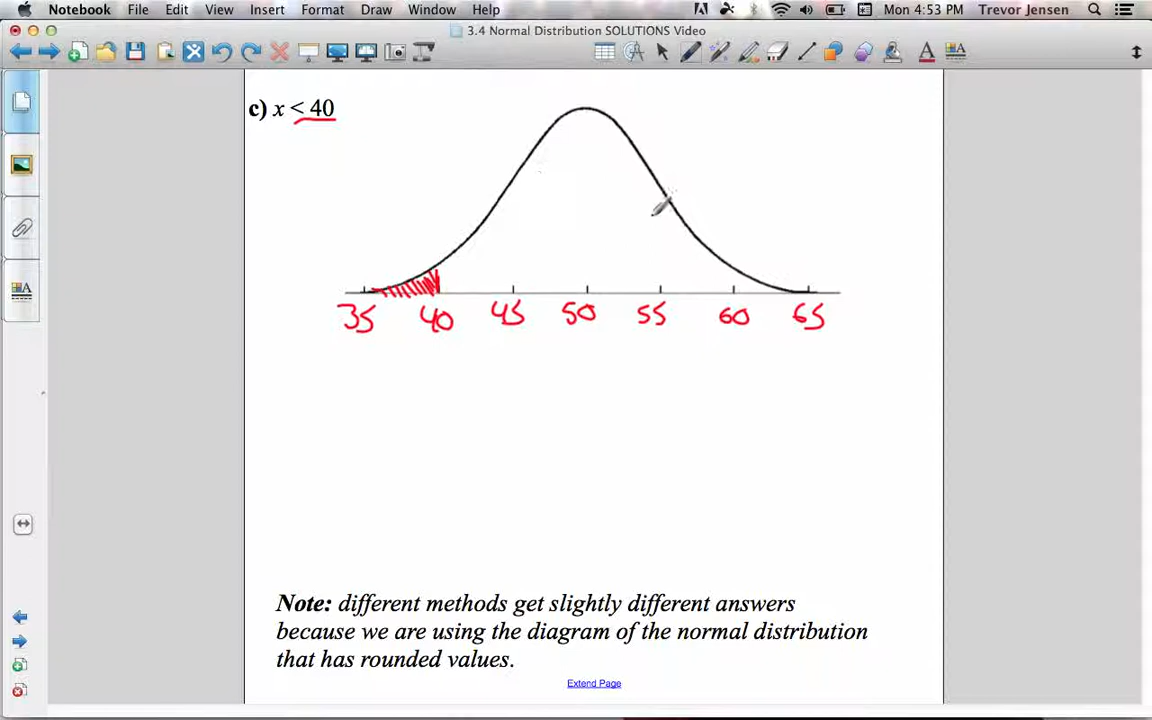 Notebook File Edit View Insert Format Draw Window Help Mon 4:53 PM Trevor Jensen
3.4 Normal Distribution SOLUTIONS Video
c) x < 40
35 40 45 50 55 60 65
Note: different methods get slightly different answers
because we are using the diagram of the normal distribution
that has rounded values.
Extend Page